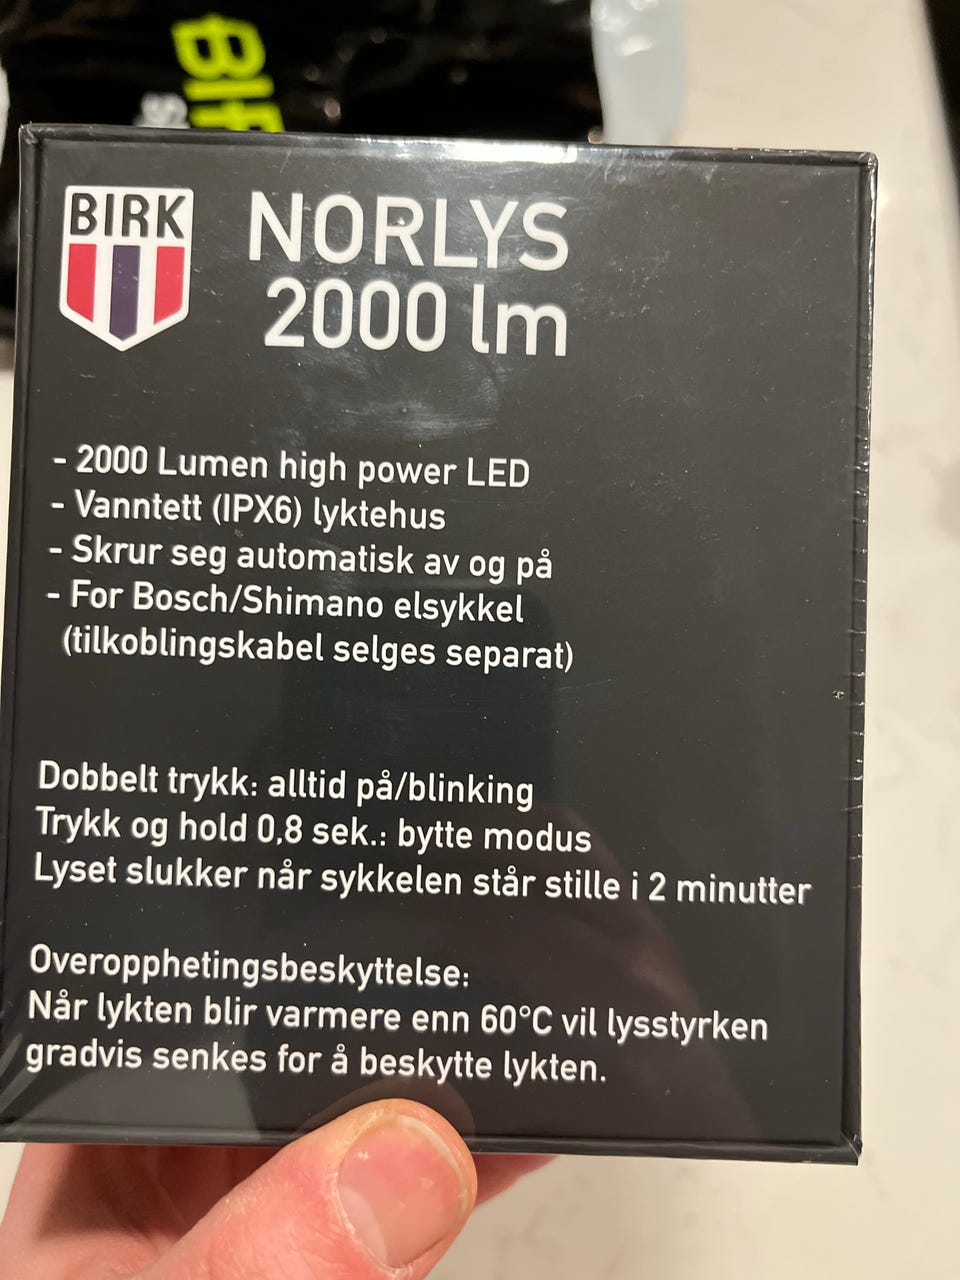 BIRK
NORLYS
2000 lm
- 2000 Lumen high power LED
- Vanntett (IPX6) lyktehus
- Skrur seg automatisk av og på
- For Bosch/Shimano elsykkel
(tilkoblingskabel selges separat)
Dobbelt trykk: alltid på/blinking
Trykk og hold 0,8 sek.: bytte modus
Lyset slukker når sykkelen står stille i 2 minutter
Overopphetingsbeskyttelse:
Når lykten blir varmere enn 60°C vil lysstyrken
gradvis senkes for å beskytte lykten.